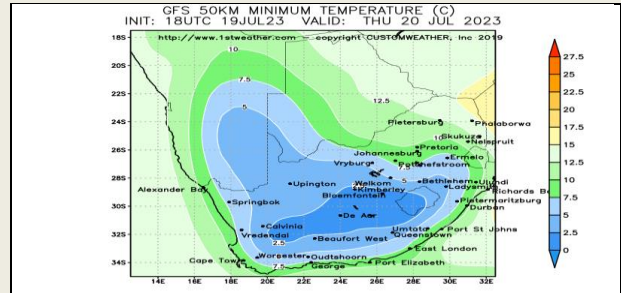 GFS 50KM MINIMUM TEMPERATURE (C)
INIT: 18UTC 19JUL23 VALID: THU 20 JUL 2023
http://www.1stweather.com — copyright CUSTOMWEATHER, Inc 2019
18S
20S
22S
24S
26S
28S
30S
32S
34S
10
7.5
5
12.5
Pietersburg
Phalaborwa
Skukuza
10
Nelspruit
Pretoria
Johannesburg
Ermelo
Vryburg
7.5
Potchefstroom
5
Welkom
Bethlehem
Ulundi
Upington
Kimberley
Ladysmith
Alexander Bay
Bloemfontein
Richards Ba
Springbok
Pietermaritzburg
Durban
De Aar
Calvinia
Umtata
Port St Johns
Vredendal
Queenstown
2.5
Beaufort West
East London
Worcester
Oudtshoorn
Cape Town
7.5
George
Port Elizabeth
14E
16E
18E
20E
22E
24E
26E
28E
30E
32E
27.5
25
22.5
20
17.5
15
12.5
10
7.5
5
2.5
0